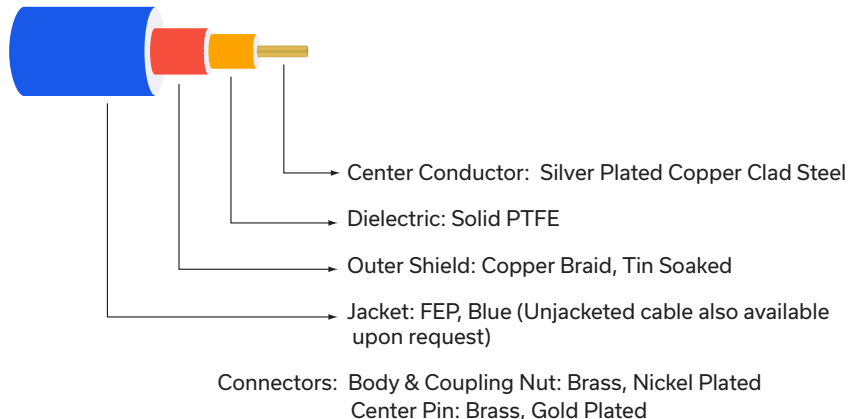 Center Conductor: Silver Plated Copper Clad Steel
Dielectric: Solid PTFE
Outer Shield: Copper Braid, Tin Soaked
Jacket: FEP, Blue (Unjacketed cable also available
upon request)
Connectors: Body & Coupling Nut: Brass, Nickel Plated
Center Pin: Brass, Gold Plated